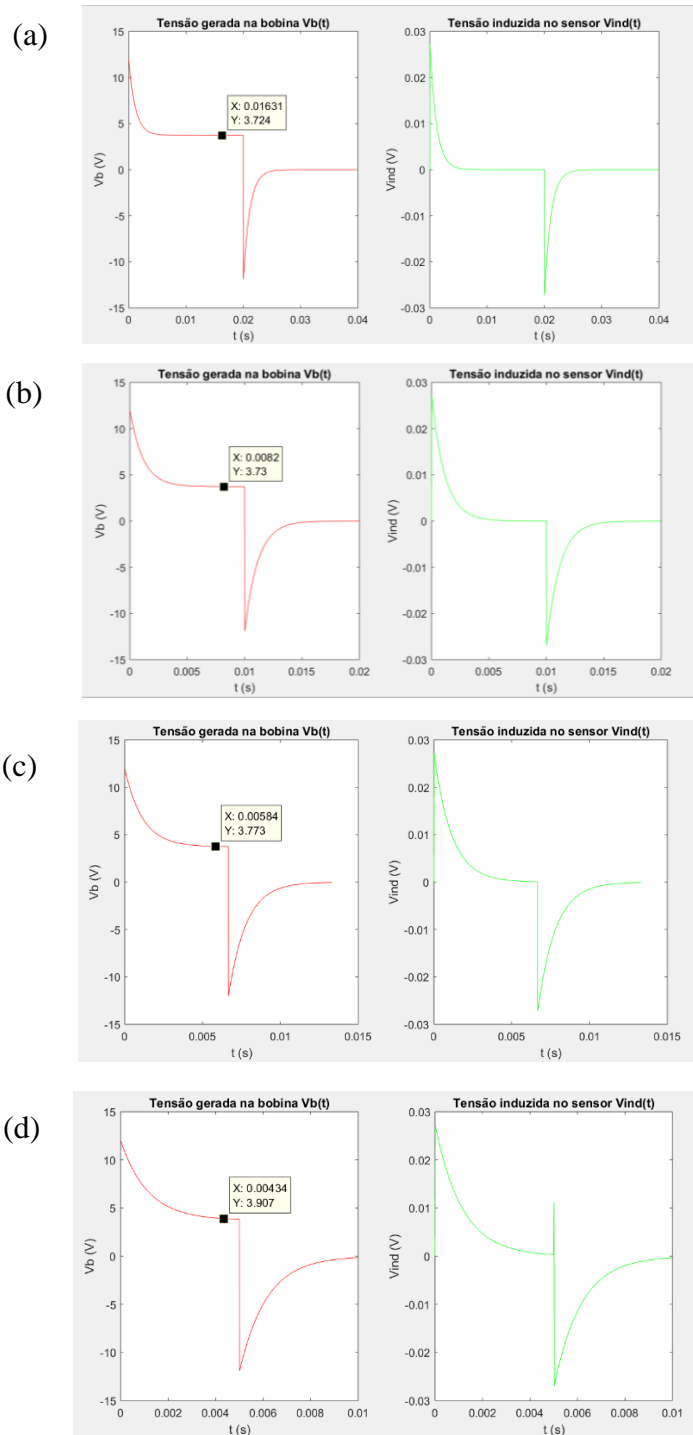 (a)
Tensão gerada na bobina Vb(t)
15
10
5
0
-5
-10
-15
Vb (V)
X: 0.01631
Y: 3.724
0
0.01
0.02
0.03
0.04
t (s)
Tensão induzida no sensor Vind(t)
0.03
0.02
0.01
0
-0.01
-0.02
-0.03
Vind (V)
0
0.01
0.02
0.03
0.04
t (s)
(b)
Tensão gerada na bobina Vb(t)
15
10
5
0
-5
-10
-15
Vb (V)
X: 0.0082
Y: 3.73
0
0.005
0.01
0.015
0.02
t (s)
Tensão induzida no sensor Vind(t)
0.03
0.02
0.01
0
-0.01
-0.02
-0.03
Vind (V)
0
0.005
0.01
0.015
0.02
t (s)
(c)
Tensão gerada na bobina Vb(t)
15
10
5
0
-5
-10
-15
Vb (V)
X: 0.00584
Y: 3.773
0
0.005
0.01
0.015
t (s)
Tensão induzida no sensor Vind(t)
0.03
0.02
0.01
0
-0.01
-0.02
-0.03
Vind (V)
0
0.005
0.01
0.015
t (s)
(d)
Tensão gerada na bobina Vb(t)
15
10
5
0
-5
-10
-15
Vb (V)
X: 0.00434
Y: 3.907
0
0.002
0.004
0.006
0.008
0.01
t (s)
Tensão induzida no sensor Vind(t)
0.03
0.02
0.01
0
-0.01
-0.02
-0.03
Vind (V)
0
0.002
0.004
0.006
0.008
0.01
t (s)